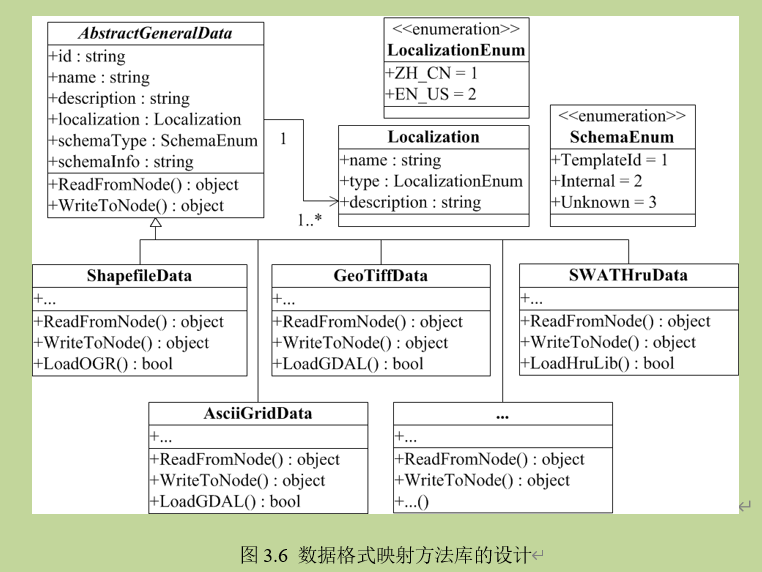 AbstractGeneralData
+id : string
+name : string
+description : string
+localization : Localization
+schemaType : SchemaEnum
+schemaInfo : string
+ReadFromNode() : object
+WriteToNode() : object
<<enumeration>>
LocalizationEnum
+ZH_CN = 1
+EN_US = 2
1
1..*
Localization
+name : string
+type : LocalizationEnum
+description : string
<<enumeration>>
SchemaEnum
+TemplateId = 1
+Internal = 2
+Unknown = 3
ShapefileData
+...
+ReadFromNode() : object
+WriteToNode() : object
+LoadOGR() : bool
GeoTiffData
+...
+ReadFromNode() : object
+WriteToNode() : object
+LoadGDAL() : bool
SWATHruData
+...
+ReadFromNode() : object
+WriteToNode() : object
+LoadHruLib() : bool
AsciiGridData
+...
+ReadFromNode() : object
+WriteToNode() : object
+LoadGDAL() : bool
...
+...
+ReadFromNode() : object
+WriteToNode() : object
+...()
图 3.6 数据格式映射方法库的设计